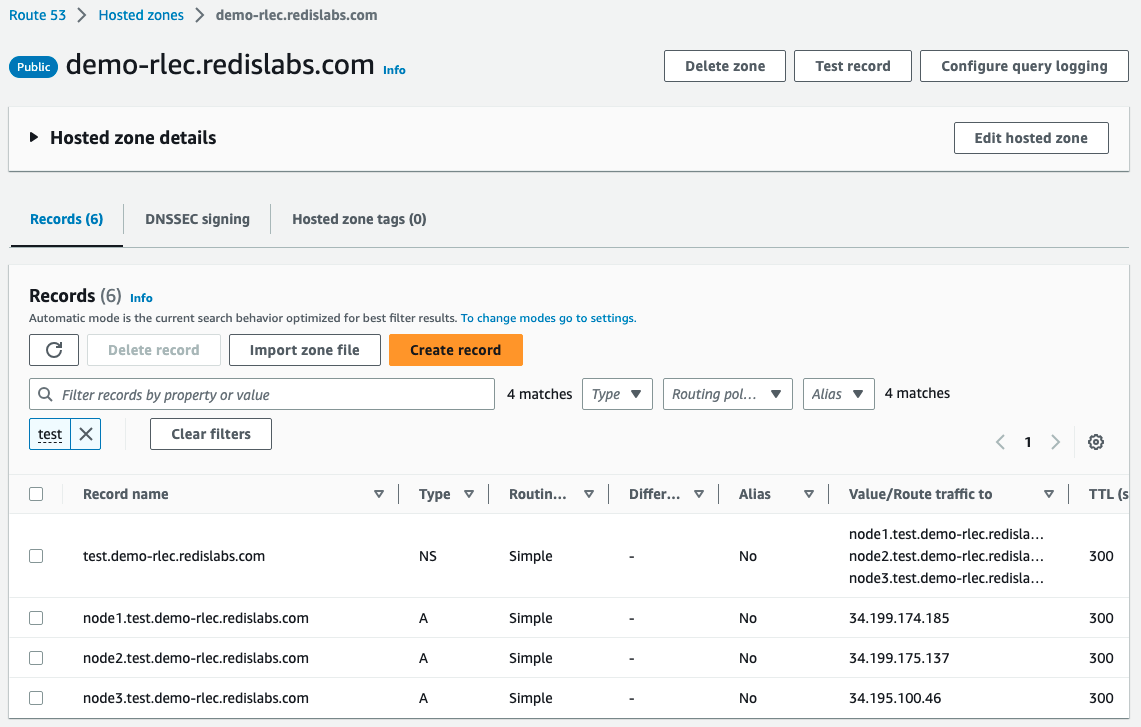 Route 53 > Hosted zones > demo-rlec.redislabs.com
Public demo-rlec.redislabs.com Info
Delete zone Test record Configure query logging
Hosted zone details Edit hosted zone
Records (6) DNSSEC signing Hosted zone tags (0)
Records (6) Info
Automatic mode is the current search behavior optimized for best filter results. To change modes go to settings.
Delete record Import zone file Create record
Filter records by property or value 4 matches Type Routing pol... Alias 4 matches
test Clear filters
1
Record name Type Routin... Differ... Alias Value/Route traffic to TTL (s
node1.test.demo-rlec.redisla...
test.demo-rlec.redislabs.com NS Simple - No node2.test.demo-rlec.redisla... 300
node3.test.demo-rlec.redisla...
node1.test.demo-rlec.redislabs.com A Simple - No 34.199.174.185 300
node2.test.demo-rlec.redislabs.com A Simple - No 34.199.175.137 300
node3.test.demo-rlec.redislabs.com A Simple - No 34.195.100.46 300